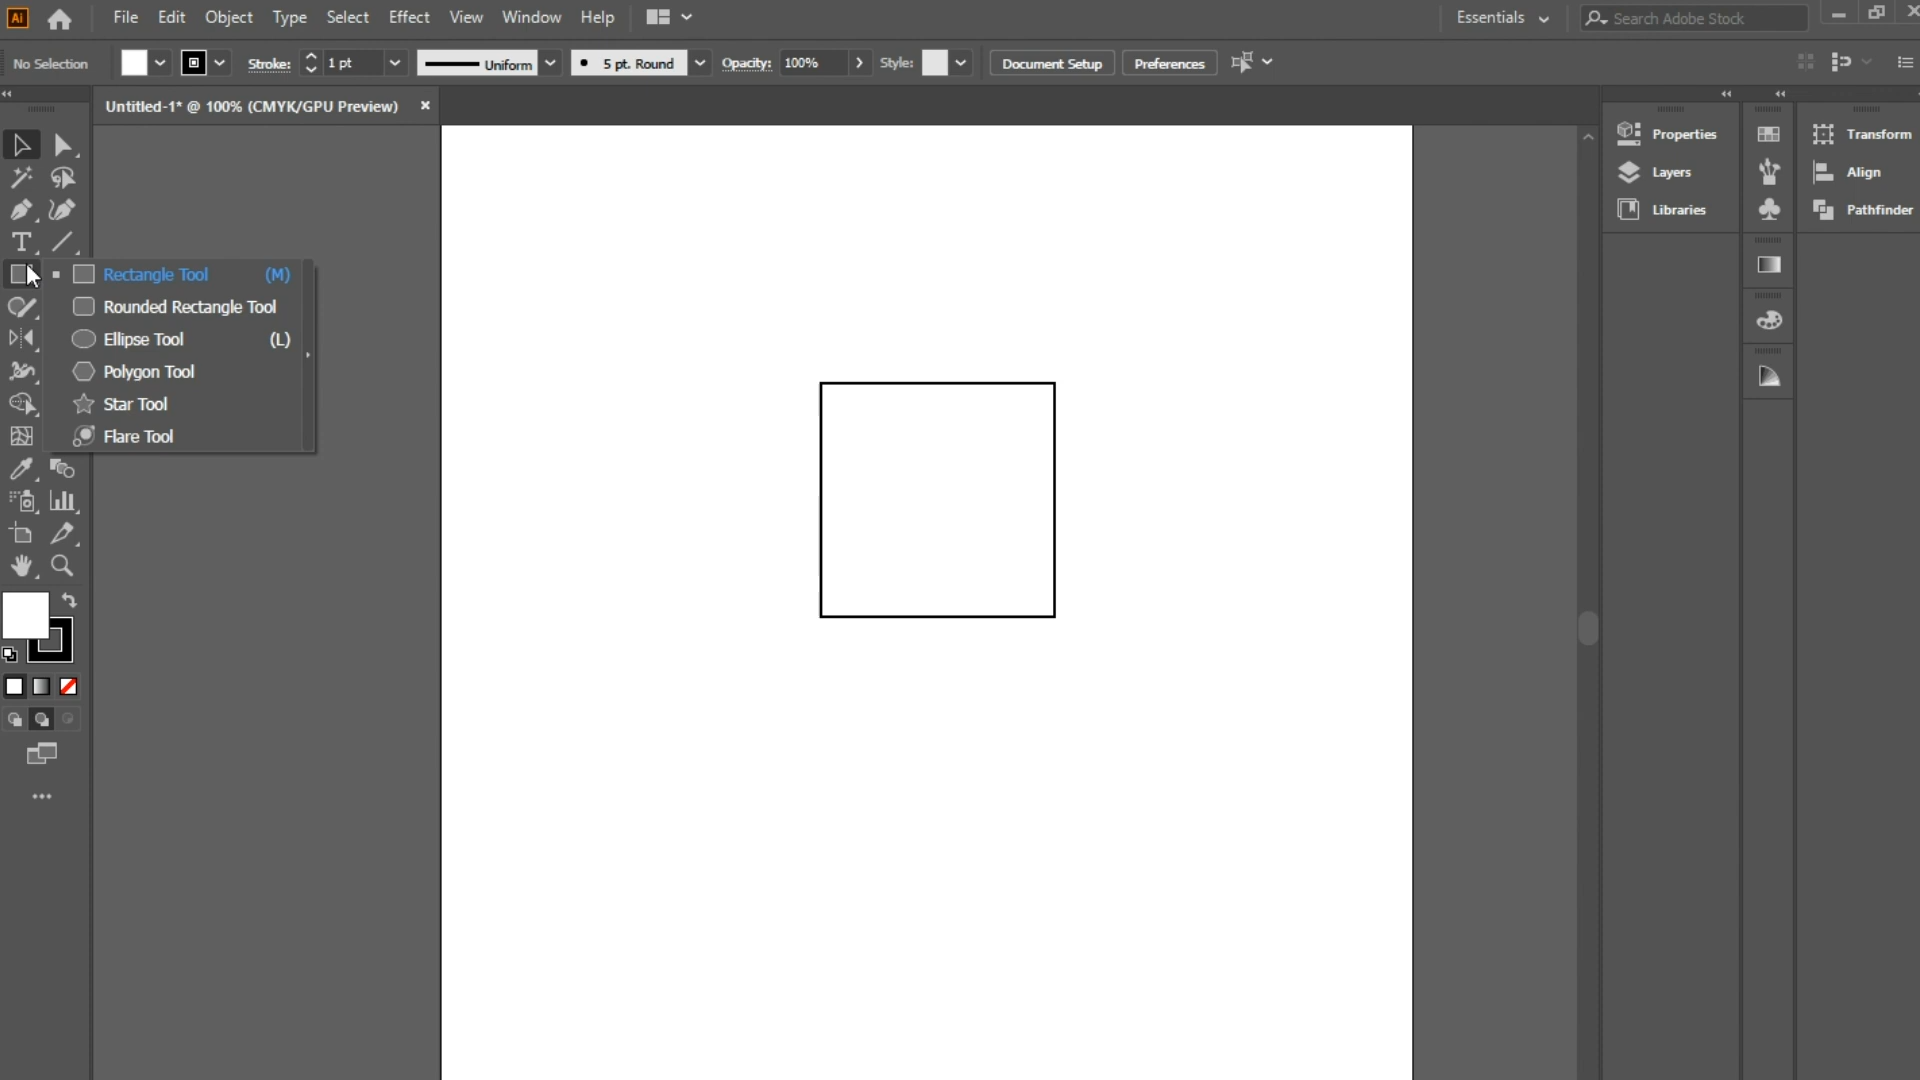 Ai File Edit Object Type Select Effect View Window Help Essentials Search Adobe Stock
No Selection Stroke: 1 pt Uniform 5 pt. Round Opacity: 100% Style: Document Setup Preferences
Untitled-1* @ 100% (CMYK/GPU Preview)
Properties
Layers
Libraries
Transform
Align
Pathfinder
Rectangle Tool (M)
Rounded Rectangle Tool
Ellipse Tool (L)
Polygon Tool
Star Tool
Flare Tool